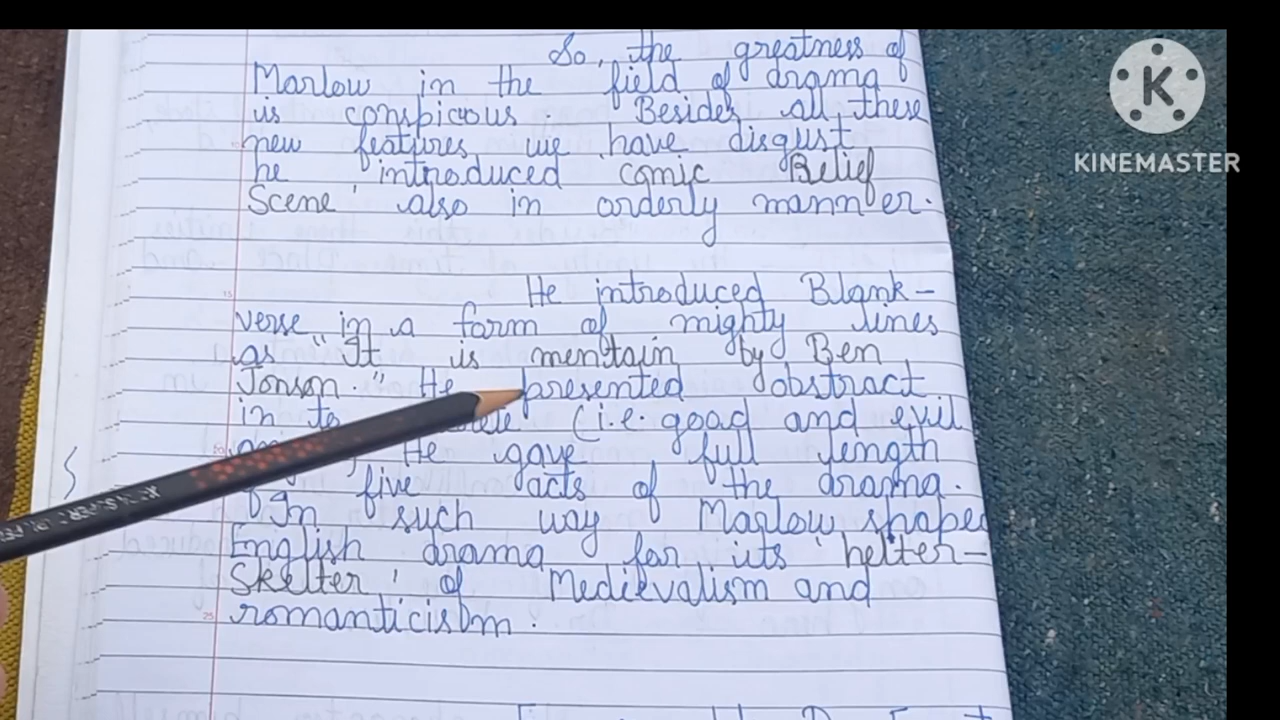 So, the greatness of
Marlow in the field of drama
is conspicuous. Besides all these
new features we have disgust
he 'introduced comic Relief
Scene' also in orderly manner.
He introduced Blank-
verse in a form of mighty lines
as "It is mentain by Ben
Jonson" He presented obstract
in to (i.e. good and evil
He gave full length
five acts of the drama.
In such way of Marlow shaped
English drama for its 'helter-
Skelter' of Medievalism and
romanticism.
KINEMASTER